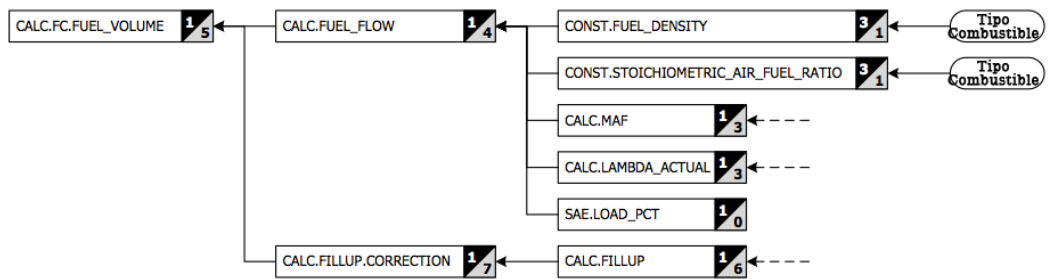 CALC.FC.FUEL_VOLUME 1/5 CALC.FUEL_FLOW 1/4 CONST.FUEL_DENSITY 3/1 Tipo
Combustible
CONST.STOICHIOMETRIC_AIR_FUEL_RATIO 3/1 Tipo
Combustible
CALC.MAF 1/3
CALC.LAMBDA_ACTUAL 1/3
SAE.LOAD_PCT 1/0
CALC.FILLUP.CORRECTION 1/7 CALC.FILLUP 1/6